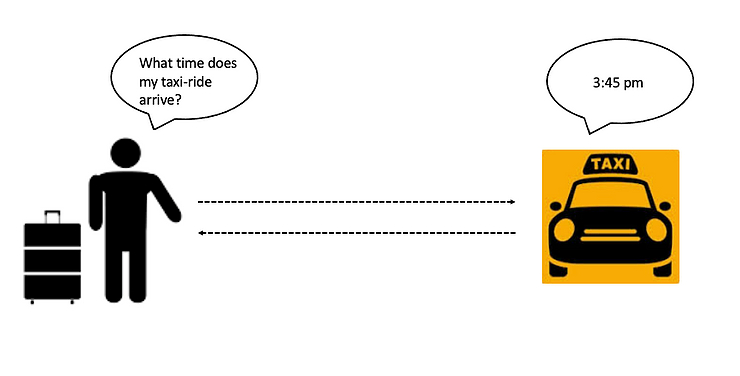 What time does
my taxi-ride
arrive?
3:45 pm
TAXI